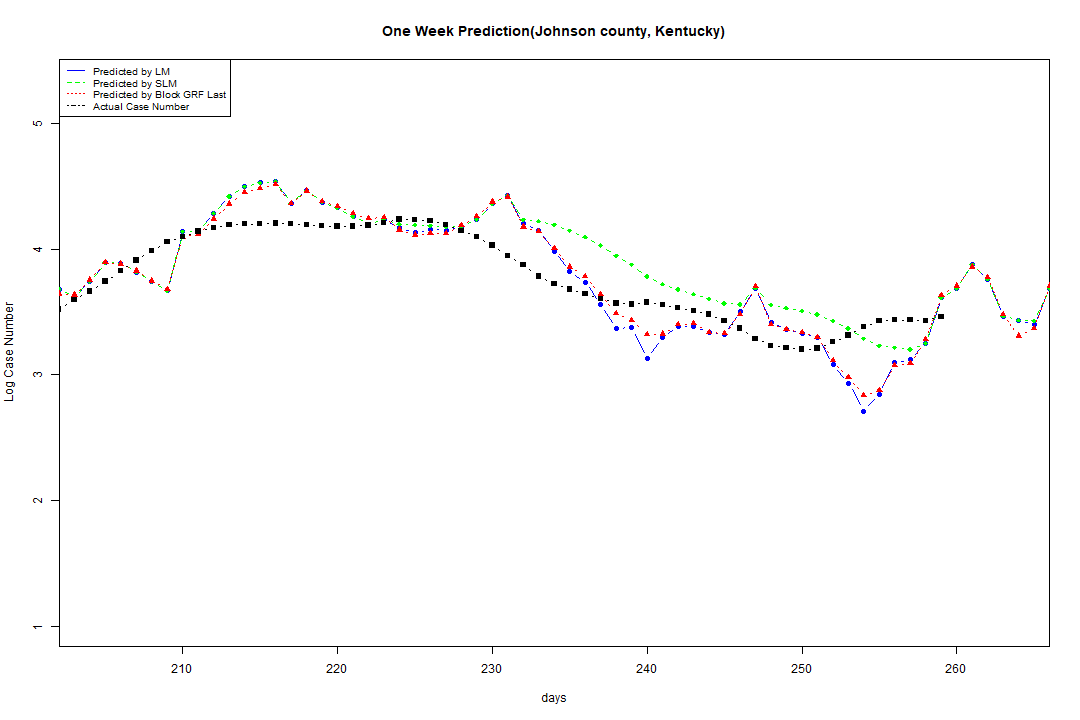 One Week Prediction(Johnson county, Kentucky)
Predicted by LM
Predicted by SLM
Predicted by Block GRF Last
Actual Case Number
5
4
3
2
1
Log Case Number
210 220 230 240 250 260
days